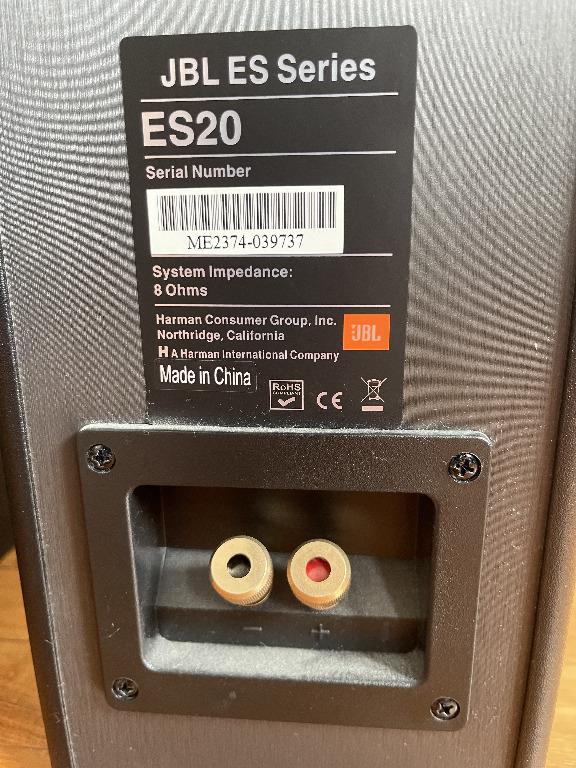 JBL ES Series
ES20
Serial Number
ME2374-039737
System Impedance:
8 Ohms
Harman Consumer Group, Inc.
Northridge, California
JBL
H A Harman International Company
Made in China
RoHS
COMPLIANT
CE
− +